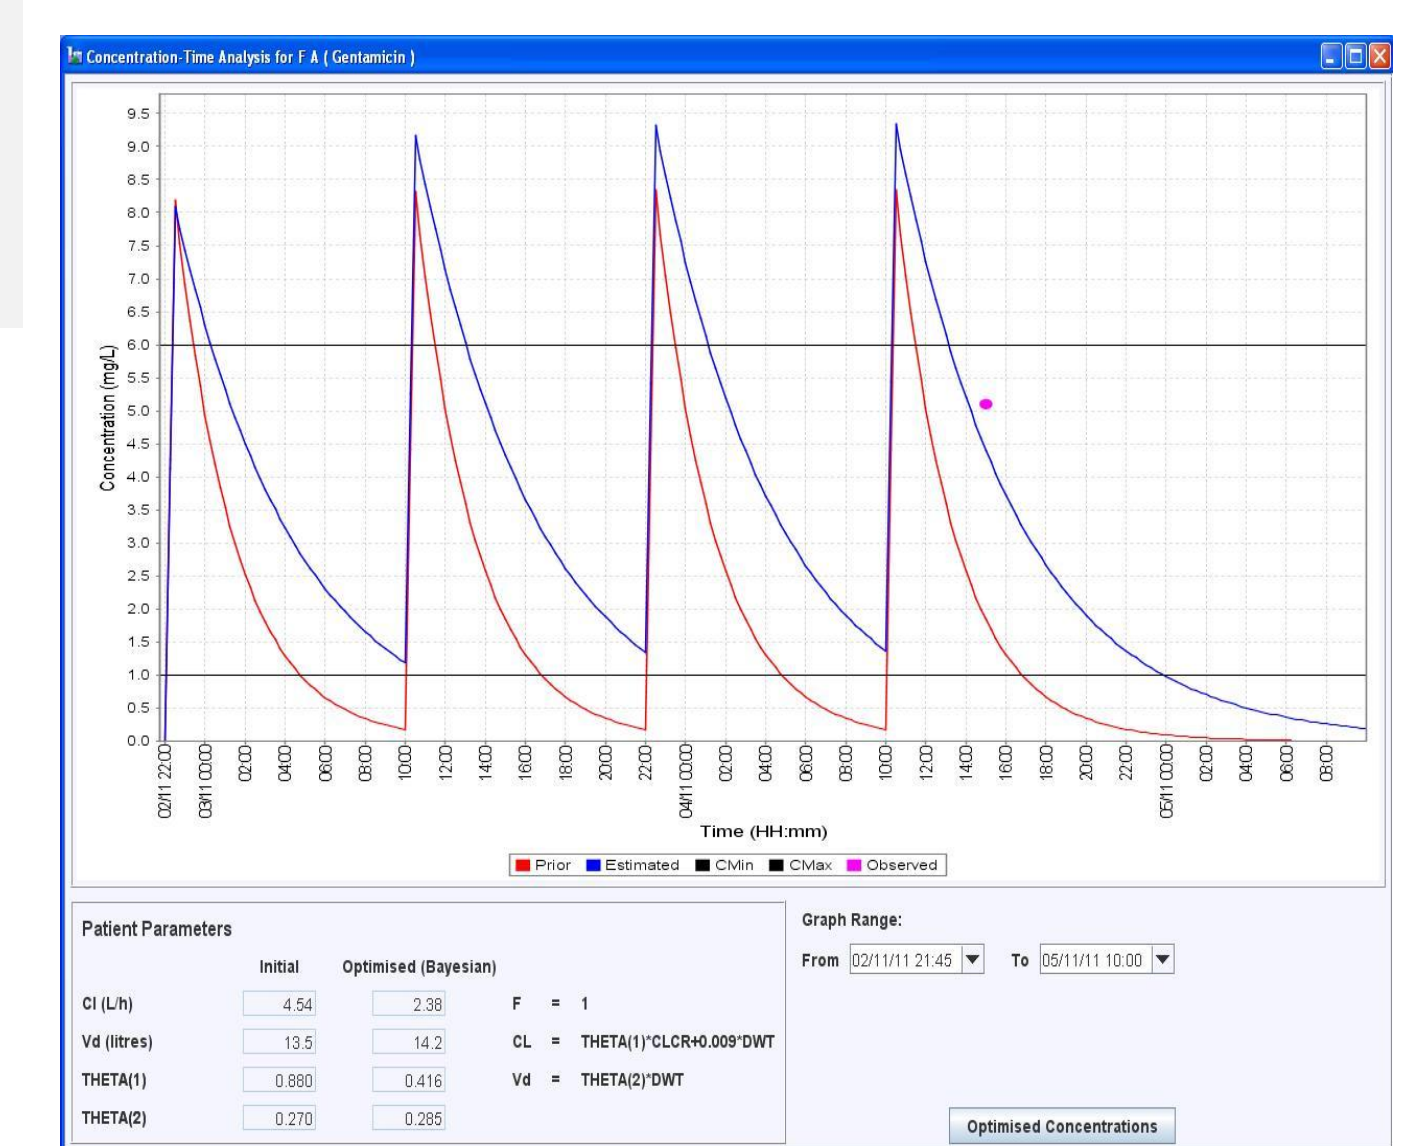 Concentration-Time Analysis for F A ( Gentamicin )
9.5
9.0
8.5
8.0
7.5
7.0
6.5
6.0
5.5
5.0
4.5
4.0
3.5
3.0
2.5
2.0
1.5
1.0
0.5
0.0
Concentration (mg/L)
02/11 22:00 03/11 00:00 02:00 04:00 06:00 08:00 10:00 12:00 14:00 16:00 18:00 20:00 22:00 04/11 00:00 02:00 04:00 06:00 08:00 10:00 12:00 14:00 16:00 18:00 20:00 22:00 05/11 00:00 02:00 04:00 06:00 08:00
Time (HH:mm)
Prior Estimated CMin CMax Observed
Patient Parameters
Initial Optimised (Bayesian)
Cl (L/h) 4.54 2.38 F = 1
Vd (litres) 13.5 14.2 CL = THETA(1)*CLCR+0.009*DWT
THETA(1) 0.880 0.416 Vd = THETA(2)*DWT
THETA(2) 0.270 0.285
Graph Range:
From 02/11/11 21:45 To 05/11/11 10:00
Optimised Concentrations